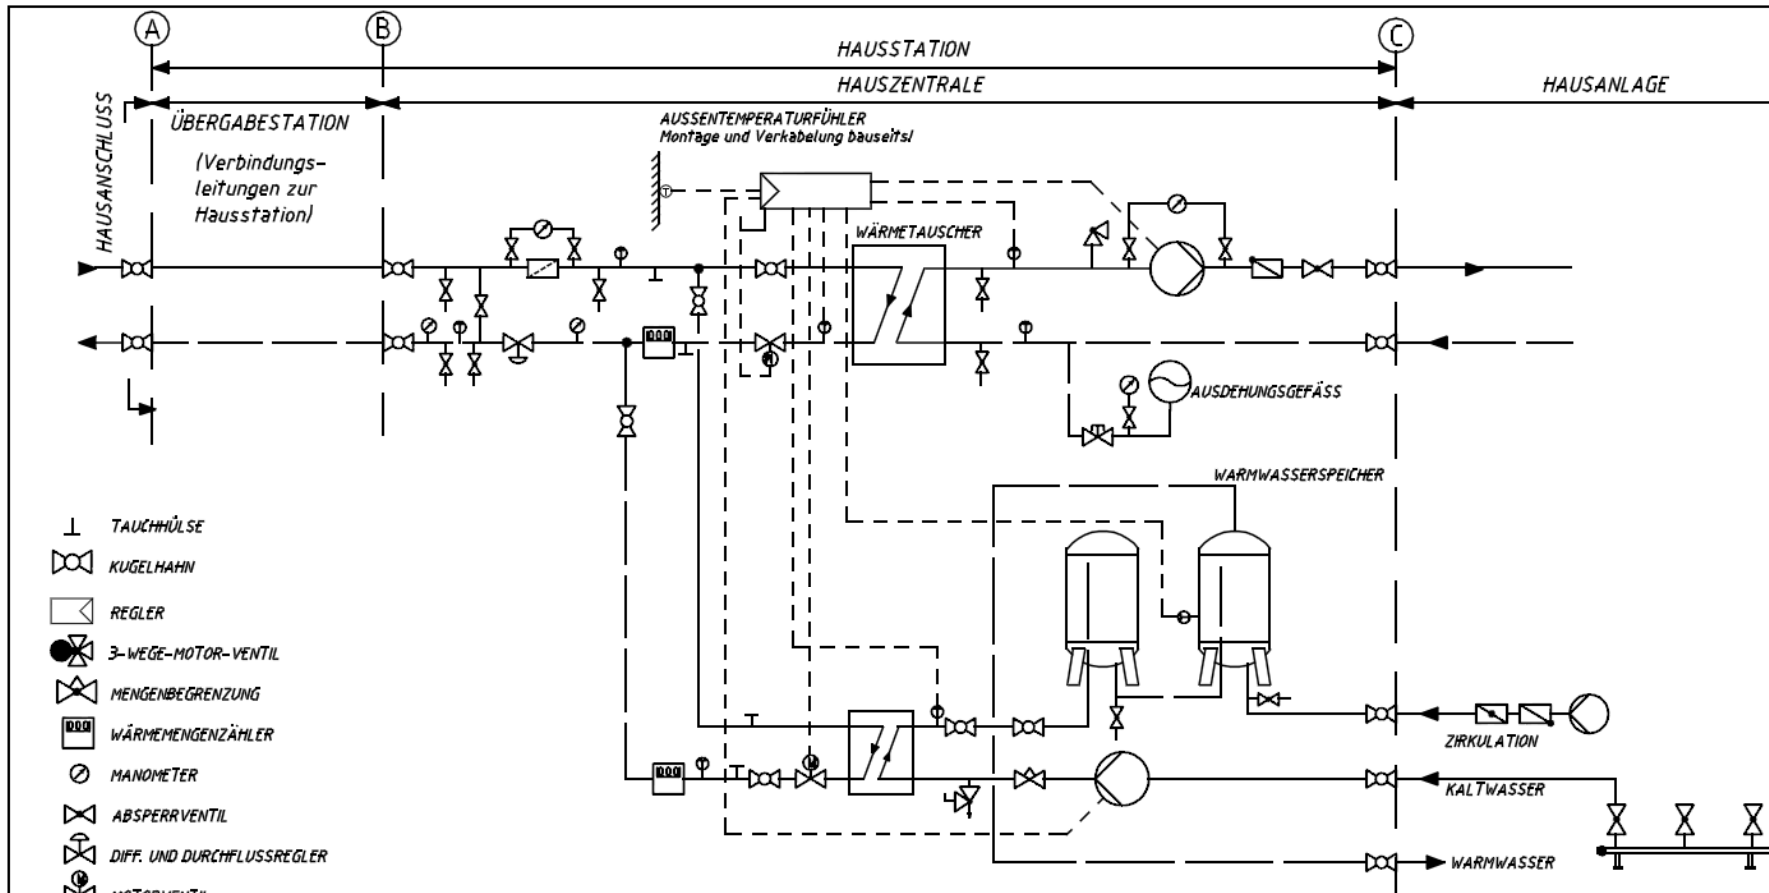 A
B
C
HAUSSTATION
HAUSZENTRALE
HAUSANLAGE
HAUSANSCHLUSS
ÜBERGABESTATION
(Verbindungs-
leitungen zur
Hausstation)
AUSSENTEMPERATURFÜHLER
Montage und Verkabelung bauseits!
WÄRMETAUSCHER
AUSDEHUNGSGEFÄSS
WARMWASSERSPEICHER
TAUCHHÜLSE
KUGELHAHN
REGLER
3-WEGE-MOTOR-VENTIL
MENGENBEGRENZUNG
WÄRMEMENGENZÄHLER
MANOMETER
ABSPERRVENTIL
DIFF. UND DURCHFLUSSREGLER
MOTORVENTIL
ZIRKULATION
KALTWASSER
WARMWASSER